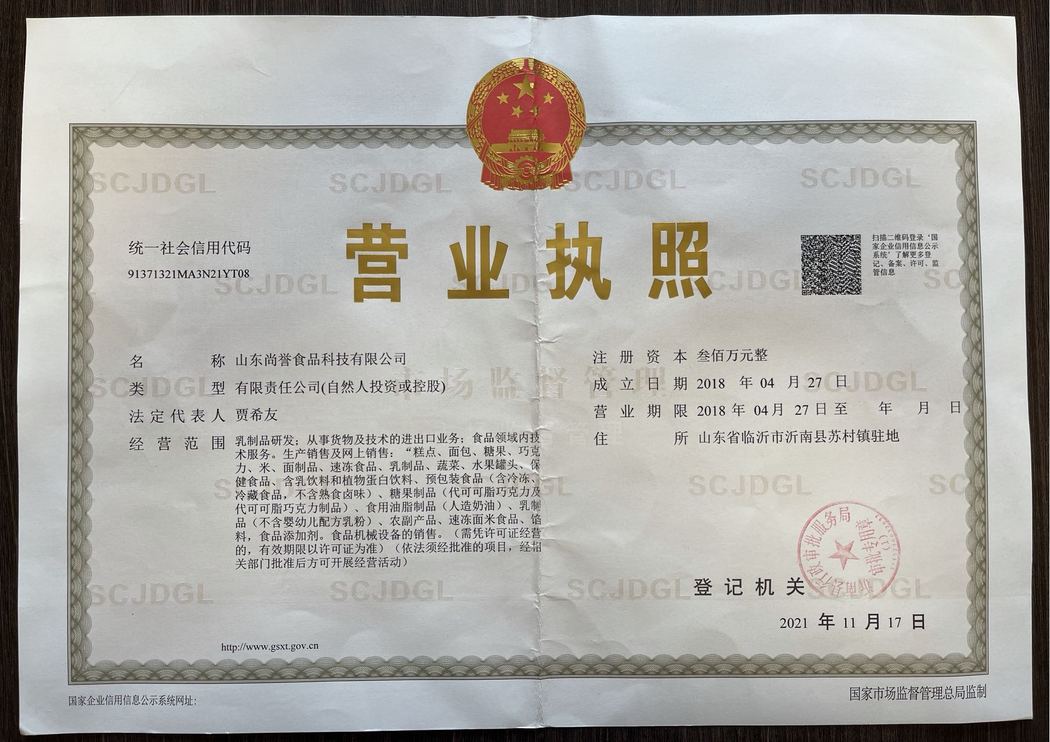 营业执照
统一社会信用代码
91371321MA3N21YT08
扫描二维码登录‘国
家企业信用信息公示
系统’了解更多登
记、备案、许可、监
管信息
名 称 山东尚誉食品科技有限公司
类 型 有限责任公司(自然人投资或控股)
法定代表人 贾希友
经营范围 乳制品研发；从事货物及技术的进出口业务；食品领域内技
术服务。生产销售及网上销售：“糕点、面包、糖果、巧克
力、米、面制品、速冻食品、乳制品、蔬菜、水果罐头、保
健食品、含乳饮料和植物蛋白饮料、预包装食品（含冷冻、
冷藏食品，不含熟食卤味）、糖果制品（代可可脂巧克力及
代可可脂巧克力制品）、食用油脂制品（人造奶油）、乳制
品（不含婴幼儿配方乳粉）、农副产品、速冻面米食品、馅
料，食品添加剂。食品机械设备的销售。（需凭许可证经营
的，有效期限以许可证为准）（依法须经批准的项目，经相
关部门批准后方可开展经营活动）
注册资本 叁佰万元整
成立日期 2018 年 04 月 27 日
营业期限 2018 年 04月 27 日至 年 月 日
住 所 山东省临沂市沂南县苏村镇驻地
登记机关
2021 年 11 月 17 日
http://www.gsxt.gov.cn
国家企业信用信息公示系统网址:
国家市场监督管理总局监制
SCJDGL
市场监督管理